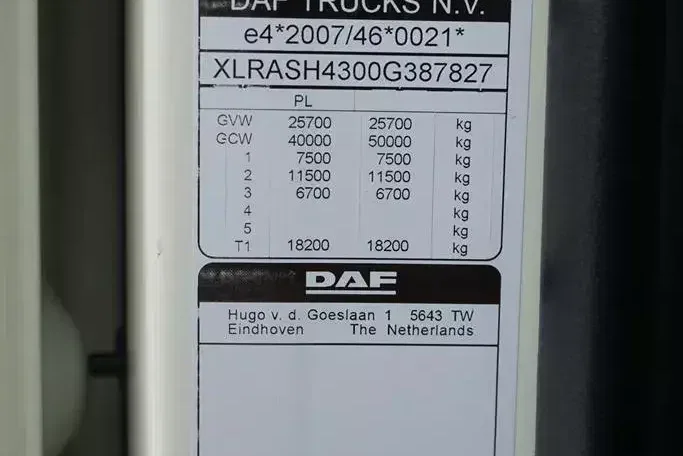 DAF TRUCKS N.V.
e4*2007/46*0021*
XLRASH4300G387827
PL
GVW 25700 25700 kg
GCW 40000 50000 kg
1 7500 7500 kg
2 11500 11500 kg
3 6700 6700 kg
4 kg
5 kg
T1 18200 18200 kg
DAF
Hugo v. d. Goeslaan 1 5643 TW
Eindhoven The Netherlands